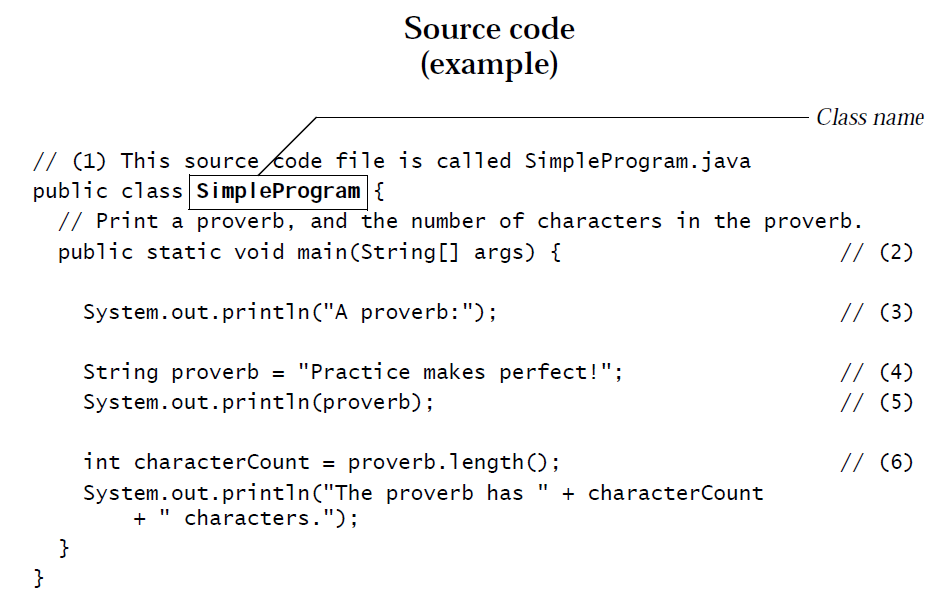 Source code
(example)
Class name
// (1) This source code file is called SimpleProgram.java
public class SimpleProgram {
// Print a proverb, and the number of characters in the proverb.
public static void main(String[] args) { // (2)
System.out.println("A proverb:"); // (3)
String proverb = "Practice makes perfect!"; // (4)
System.out.println(proverb); // (5)
int characterCount = proverb.length(); // (6)
System.out.println("The proverb has " + characterCount
+ " characters.");
}
}